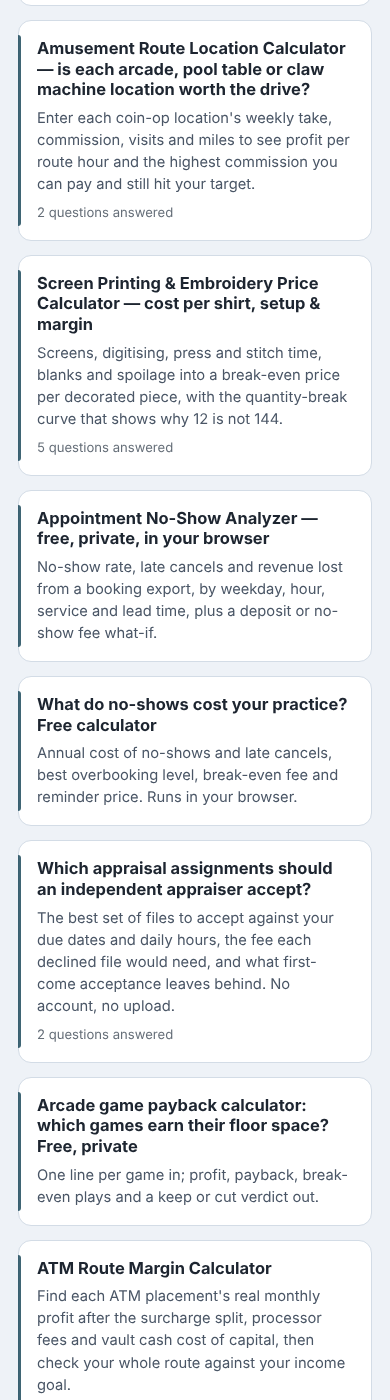 Amusement Route Location Calculator
— is each arcade, pool table or claw
machine location worth the drive?
Enter each coin-op location's weekly take,
commission, visits and miles to see profit per
route hour and the highest commission you
can pay and still hit your target.
2 questions answered
Screen Printing & Embroidery Price
Calculator — cost per shirt, setup &
margin
Screens, digitising, press and stitch time,
blanks and spoilage into a break-even price
per decorated piece, with the quantity-break
curve that shows why 12 is not 144.
5 questions answered
Appointment No-Show Analyzer —
free, private, in your browser
No-show rate, late cancels and revenue lost
from a booking export, by weekday, hour,
service and lead time, plus a deposit or no-
show fee what-if.
What do no-shows cost your practice?
Free calculator
Annual cost of no-shows and late cancels,
best overbooking level, break-even fee and
reminder price. Runs in your browser.
Which appraisal assignments should
an independent appraiser accept?
The best set of files to accept against your
due dates and daily hours, the fee each
declined file would need, and what first-
come acceptance leaves behind. No
account, no upload.
2 questions answered
Arcade game payback calculator:
which games earn their floor space?
Free, private
One line per game in; profit, payback, break-
even plays and a keep or cut verdict out.
ATM Route Margin Calculator
Find each ATM placement's real monthly
profit after the surcharge split, processor
fees and vault cash cost of capital, then
check your whole route against your income
goal.